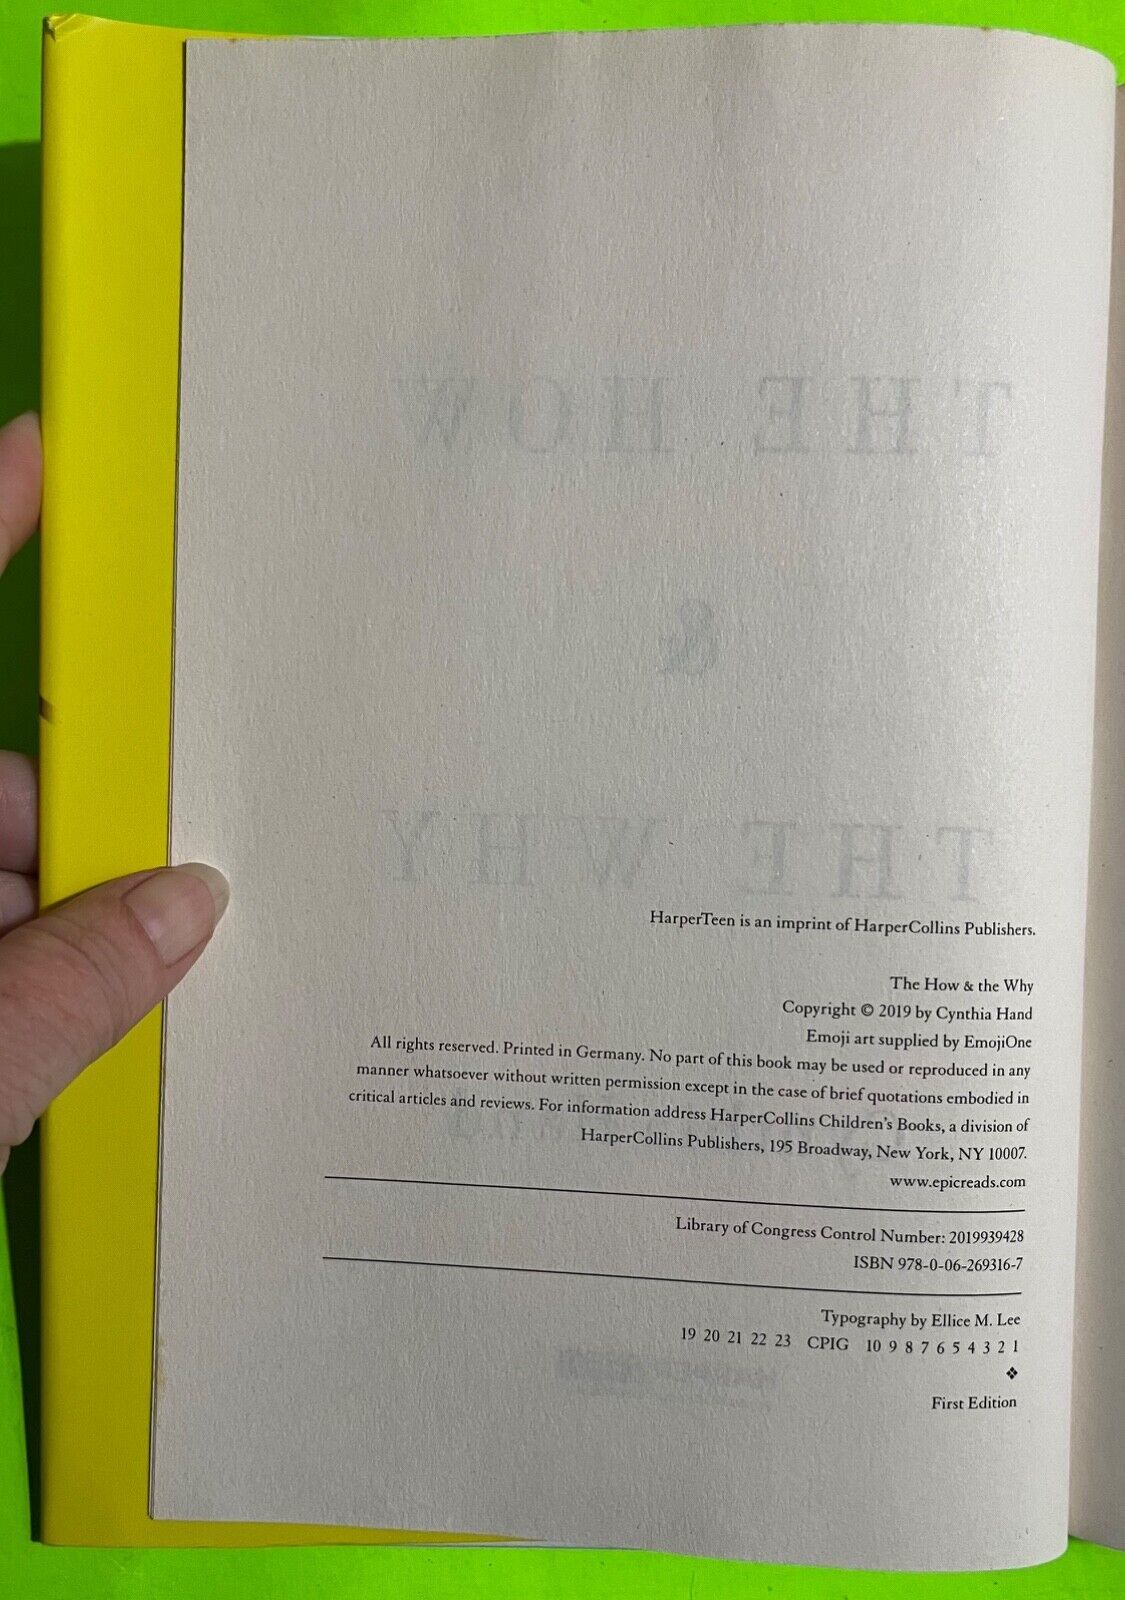 THE HOW
&
THE WHY
HarperTeen is an imprint of HarperCollins Publishers.
The How & the Why
Copyright © 2019 by Cynthia Hand
Emoji art supplied by EmojiOne
All rights reserved. Printed in Germany. No part of this book may be used or reproduced in any
manner whatsoever without written permission except in the case of brief quotations embodied in
critical articles and reviews. For information address HarperCollins Children's Books, a division of
HarperCollins Publishers, 195 Broadway, New York, NY 10007.
www.epicreads.com
Library of Congress Control Number: 2019939428
ISBN 978-0-06-269316-7
Typography by Ellice M. Lee
19 20 21 22 23 CPIG 10 9 8 7 6 5 4 3 2 1
❖
First Edition